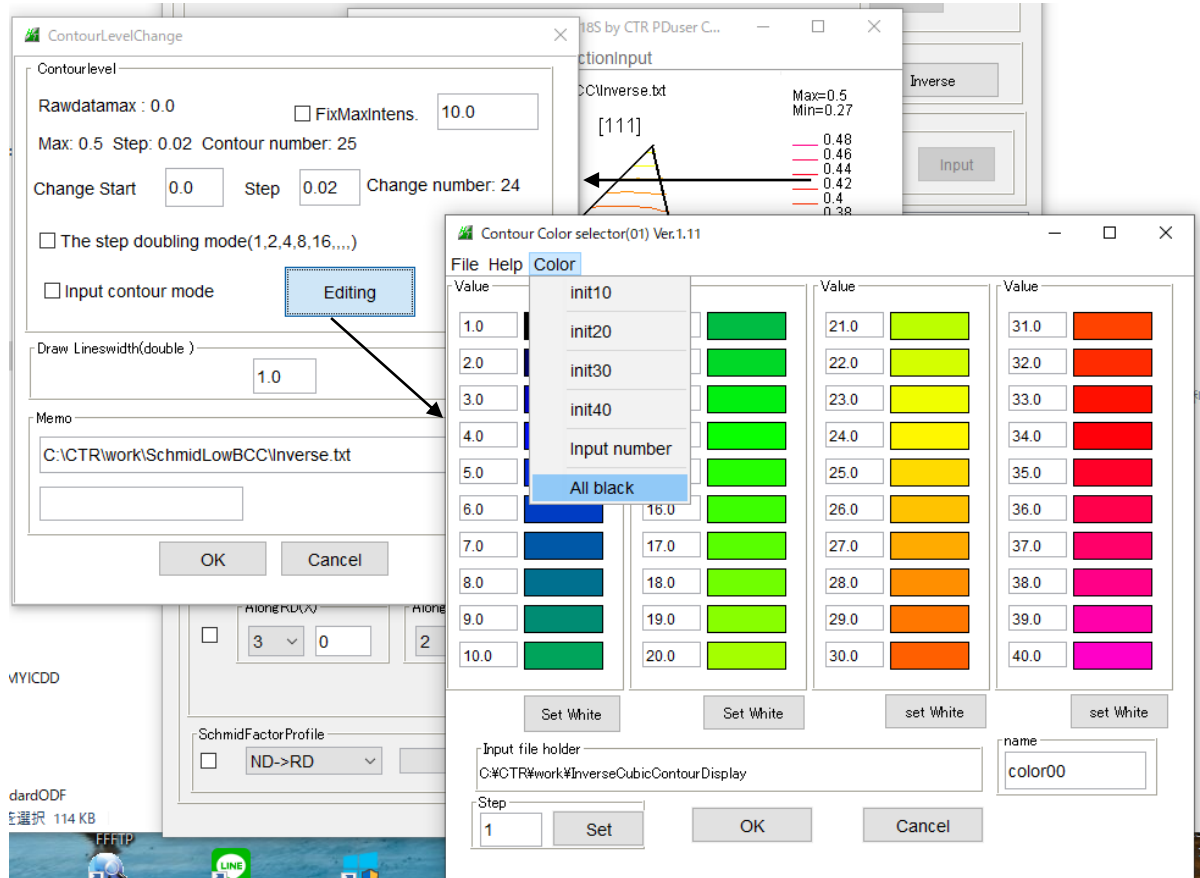 ContourLevelChange
Contourlevel
Rawdatamax : 0.0
FixMaxIntens.
10.0
Max: 0.5 Step: 0.02 Contour number: 25
Change Start
0.0
Step
0.02
Change number: 24
The step doubling mode(1,2,4,8,16,,,,)
Input contour mode
Editing
Draw Lineswidth(double )
1.0
Memo
C:\CTR\work\SchmidLowBCC\Inverse.txt
OK
Cancel
18S by CTR PDuser C...
ctionInput
CC\Inverse.txt
[111]
Max=0.5
Min=0.27
0.48
0.46
0.44
0.42
0.4
0.38
Inverse
Input
Contour Color selector(01) Ver.1.11
File Help Color
init10
init20
init30
init40
Input number
All black
Value
1.0
2.0
3.0
4.0
5.0
6.0
7.0
8.0
9.0
10.0
16.0
17.0
18.0
19.0
20.0
Value
21.0
22.0
23.0
24.0
25.0
26.0
27.0
28.0
29.0
30.0
Value
31.0
32.0
33.0
34.0
35.0
36.0
37.0
38.0
39.0
40.0
Set White
Set White
set White
set White
Input file holder
C:¥CTR¥work¥InverseCubicContourDisplay
name
color00
Step
1
Set
OK
Cancel
AlongRD(X)
Along
3
0
2
SchmidFactorProfile
ND->RD
MYICDD
dardODF
を選択 114 KB
FFFTP
LINE